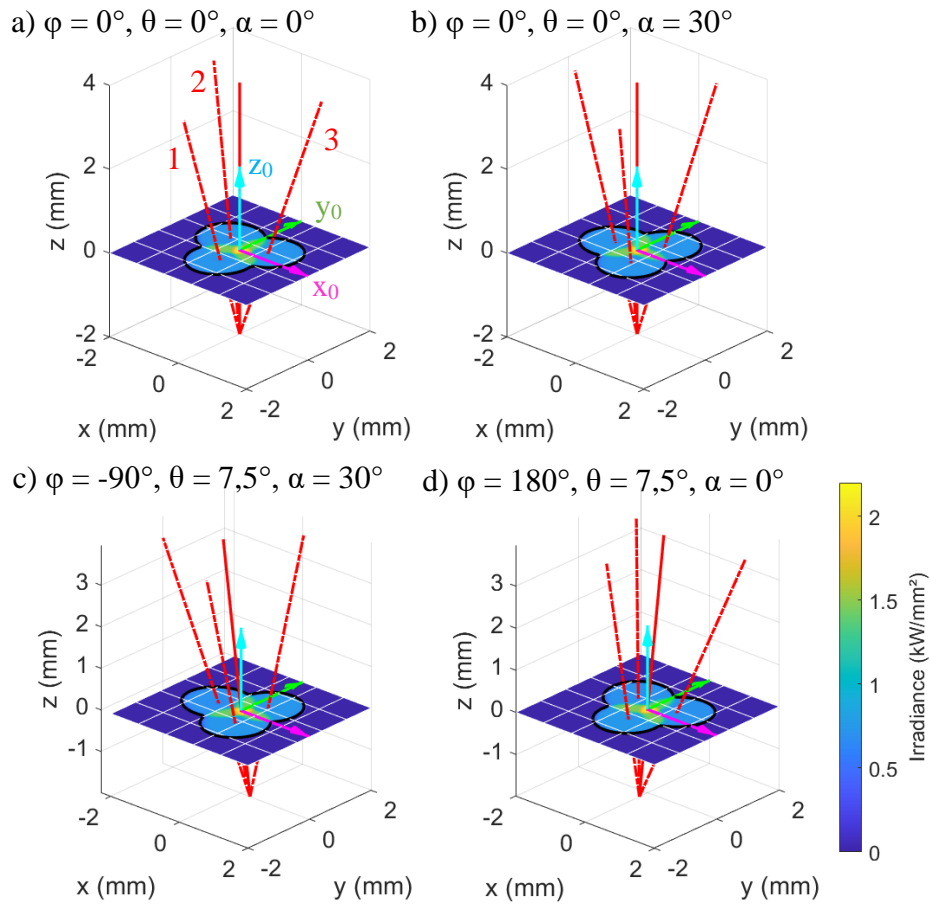 a) φ = 0°, θ = 0°, α = 0°
b) φ = 0°, θ = 0°, α = 30°
4
2
0
-2
z (mm)
1
2
3
z₀
y₀
x₀
-2
0
2
x (mm)
-2
0
2
y (mm)
4
2
0
-2
z (mm)
-2
0
2
x (mm)
-2
0
2
y (mm)
c) φ = -90°, θ = 7,5°, α = 30°
d) φ = 180°, θ = 7,5°, α = 0°
3
2
1
0
-1
z (mm)
-2
0
2
x (mm)
-2
0
2
y (mm)
3
2
1
0
-1
z (mm)
-2
0
2
x (mm)
-2
0
2
y (mm)
2
1.5
1
0.5
0
Irradiance (kW/mm²)